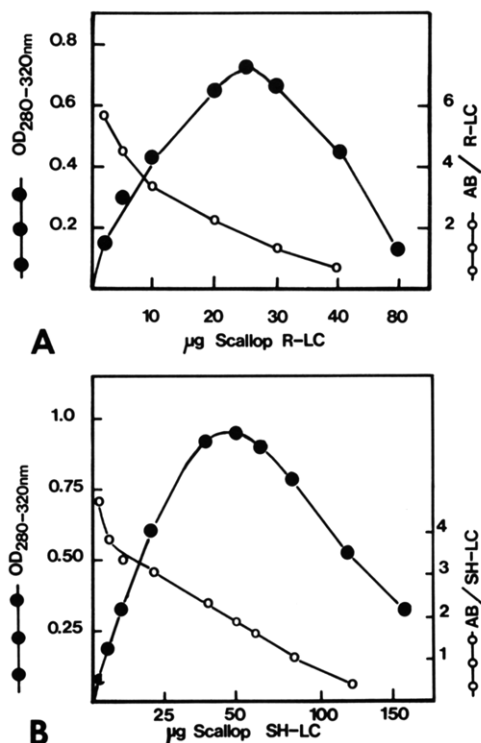 0.8
0.6
0.4
0.2
OD280-320nm
6
4
2
AB/R-LC
10 20 30 40 80
µg Scallop R-LC
A
1.0
0.75
0.50
0.25
OD280-320nm
4
3
2
1
AB/SH-LC
25 50 100 150
µg Scallop SH-LC
B